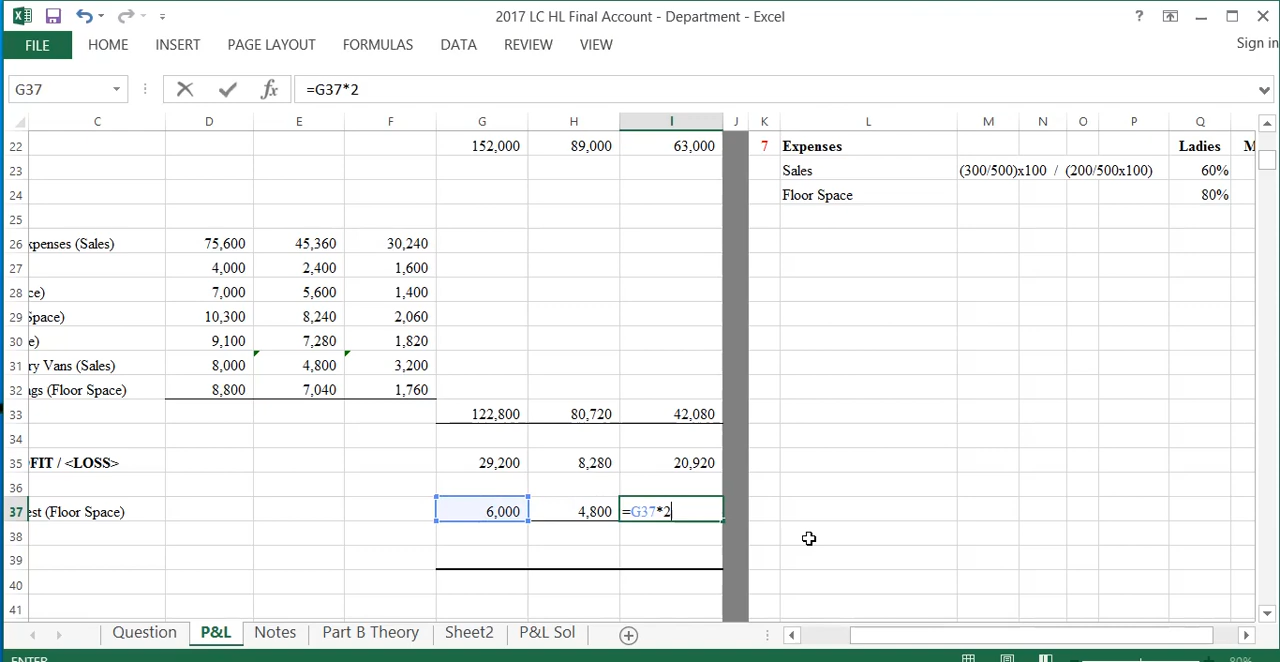 2017 LC HL Final Account - Department - Excel
?
FILE HOME INSERT PAGE LAYOUT FORMULAS DATA REVIEW VIEW Sign in
G37 fx =G37*2
C D E F G H I J K L M N O P Q
22 152,000 89,000 63,000 7 Expenses Ladies M
23 Sales (300/500)x100 / (200/500x100) 60%
24 Floor Space 80%
25
26 xpenses (Sales) 75,600 45,360 30,240
27 4,000 2,400 1,600
28 ce) 7,000 5,600 1,400
29 Space) 10,300 8,240 2,060
30 e) 9,100 7,280 1,820
31 ry Vans (Sales) 8,000 4,800 3,200
32 ngs (Floor Space) 8,800 7,040 1,760
33 122,800 80,720 42,080
34
35 FIT / <LOSS> 29,200 8,280 20,920
36
37 est (Floor Space) 6,000 4,800 =G37*2
38
39
40
41
Question P&L Notes Part B Theory Sheet2 P&L Sol
ENTER 80%